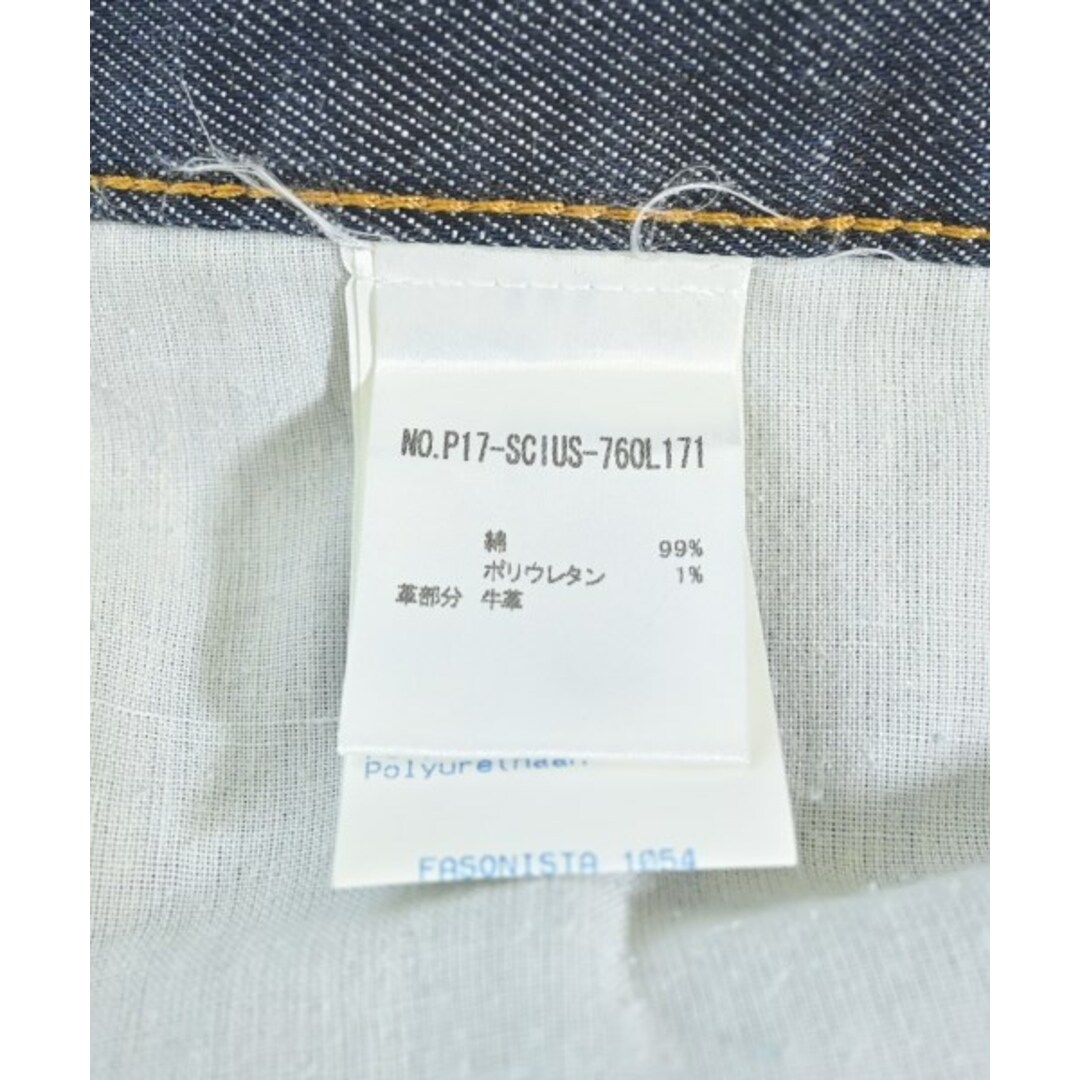 NO.P17-SCIUS-760L171
綿 99%
ポリウレタン 1%
革部分 牛革
Polyurethaan
FASONISTA 1054